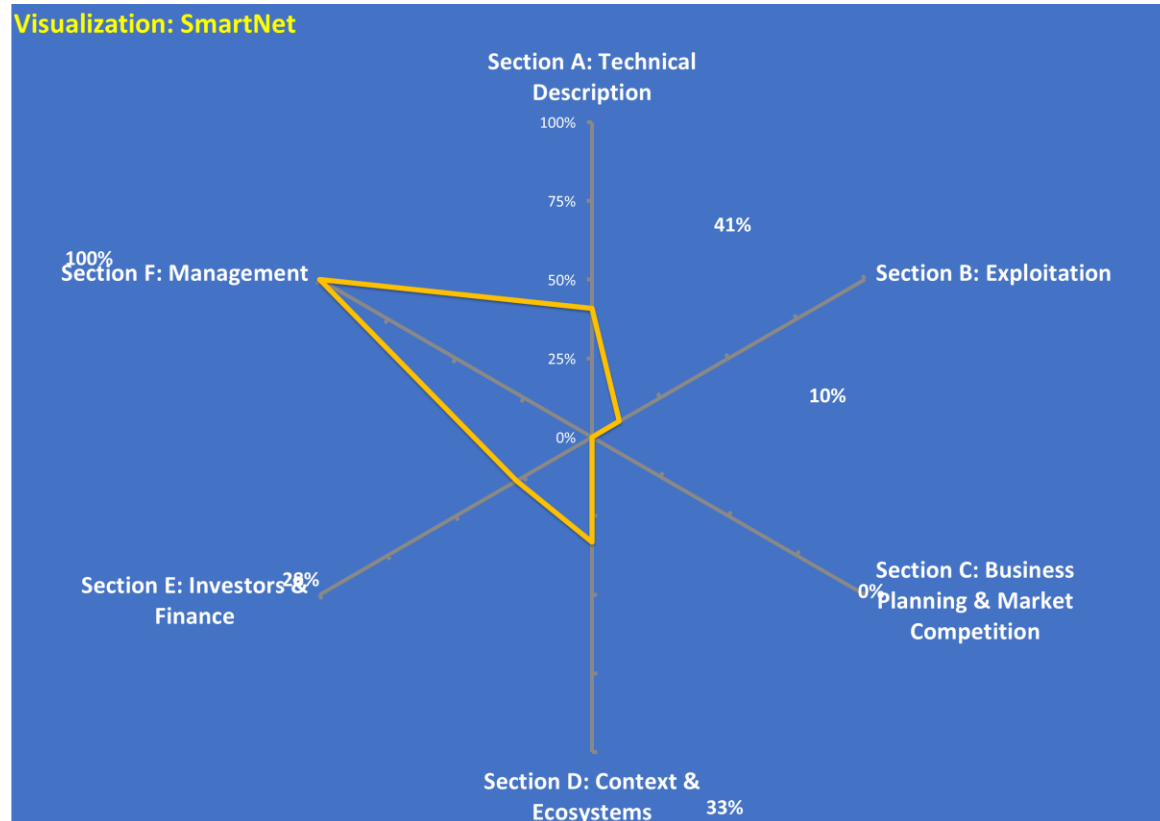 Visualization: SmartNet
Section A: Technical
Description
100%
75%
50%
25%
0%
41%
Section B: Exploitation
10%
Section C: Business
Planning & Market
Competition
0%
Section D: Context &
Ecosystems
33%
Section E: Investors &
Finance
28%
100%
Section F: Management